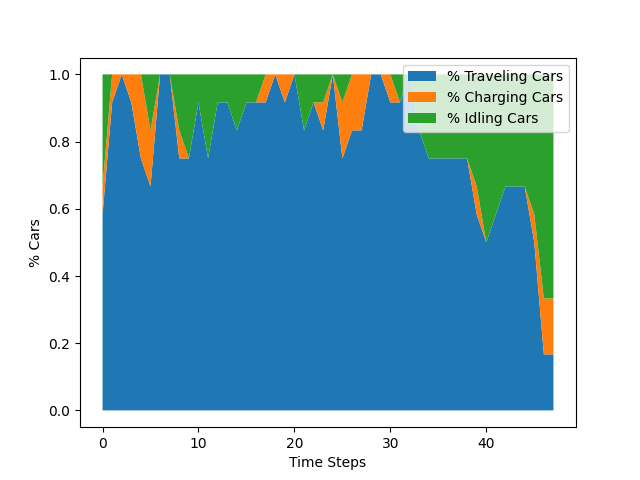 % Traveling Cars
% Charging Cars
% Idling Cars
1.0
0.8
0.6
0.4
0.2
0.0
% Cars
0 10 20 30 40
Time Steps